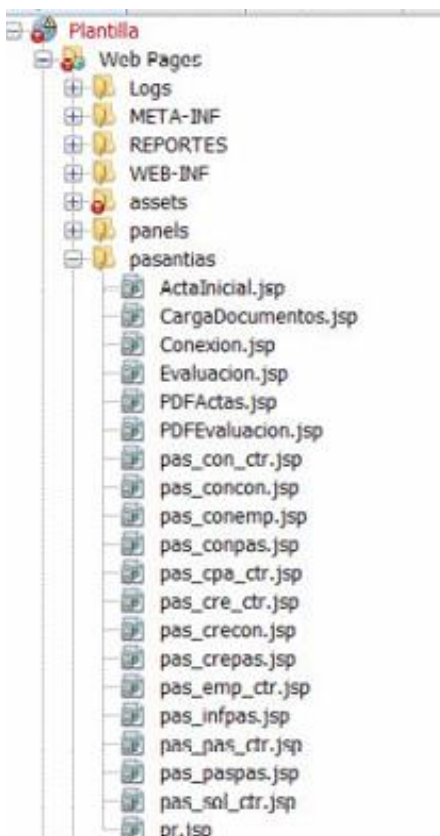 Plantilla
Web Pages
Logs
META-INF
REPORTES
WEB-INF
assets
panels
pasantias
ActaInicial.jsp
CargaDocumentos.jsp
Conexion.jsp
Evaluacion.jsp
PDFActas.jsp
PDFEvaluacion.jsp
pas_con_ctr.jsp
pas_concon.jsp
pas_conemp.jsp
pas_conpas.jsp
pas_cpa_ctr.jsp
pas_cre_ctr.jsp
pas_crecon.jsp
pas_crepas.jsp
pas_emp_ctr.jsp
pas_infpas.jsp
pas_pas_ctr.jsp
pas_paspas.jsp
pas_sol_ctr.jsp
pr.jsp